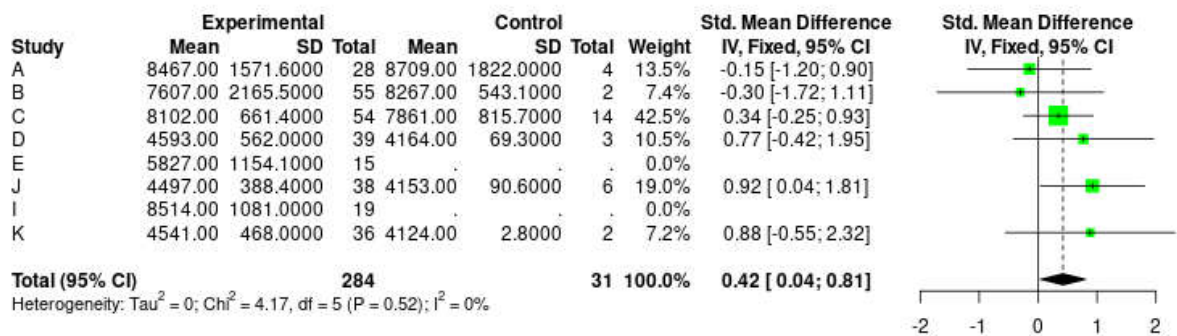 Experimental Control Std. Mean Difference Std. Mean Difference
Study Mean SD Total Mean SD Total Weight IV, Fixed, 95% CI IV, Fixed, 95% CI
A 8467.00 1571.6000 28 8709.00 1822.0000 4 13.5% -0.15 [-1.20; 0.90]
B 7607.00 2165.5000 55 8267.00 543.1000 2 7.4% -0.30 [-1.72; 1.11]
C 8102.00 661.4000 54 7861.00 815.7000 14 42.5% 0.34 [-0.25; 0.93]
D 4593.00 562.0000 39 4164.00 69.3000 3 10.5% 0.77 [-0.42; 1.95]
E 5827.00 1154.1000 15 . . . 0.0%
J 4497.00 388.4000 38 4153.00 90.6000 6 19.0% 0.92 [ 0.04; 1.81]
I 8514.00 1081.0000 19 . . . 0.0%
K 4541.00 468.0000 36 4124.00 2.8000 2 7.2% 0.88 [-0.55; 2.32]
Total (95% CI) 284 31 100.0% 0.42 [ 0.04; 0.81]
Heterogeneity: Tau² = 0; Chi² = 4.17, df = 5 (P = 0.52); I² = 0%
-2 -1 0 1 2